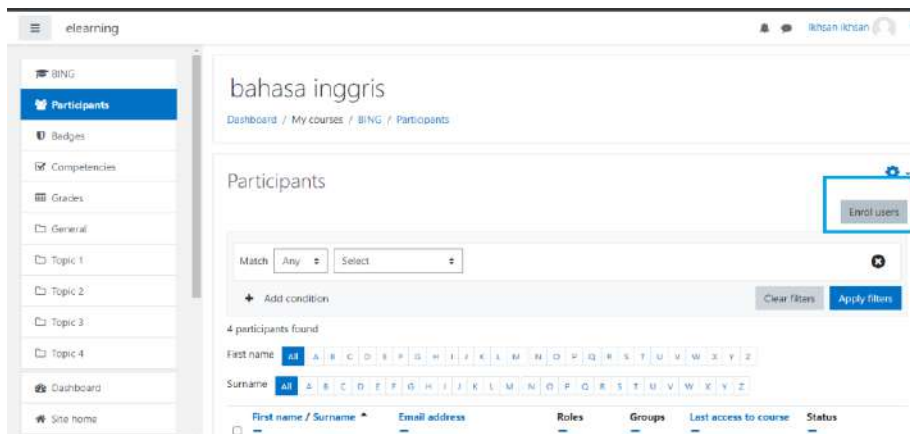 elearning
Ikhsan Ikhsan
BING
Participants
Badges
Competencies
Grades
General
Topic 1
Topic 2
Topic 3
Topic 4
Dashboard
Site home
bahasa inggris
Dashboard / My courses / BING / Participants
Participants
Enrol users
Match Any Select
Add condition
Clear filters Apply filters
4 participants found
First name All A B C D E F G H I J K L M N O P Q R S T U V W X Y Z
Surname All A B C D E F G H I J K L M N O P Q R S T U V W X Y Z
First name / Surname Email address Roles Groups Last access to course Status